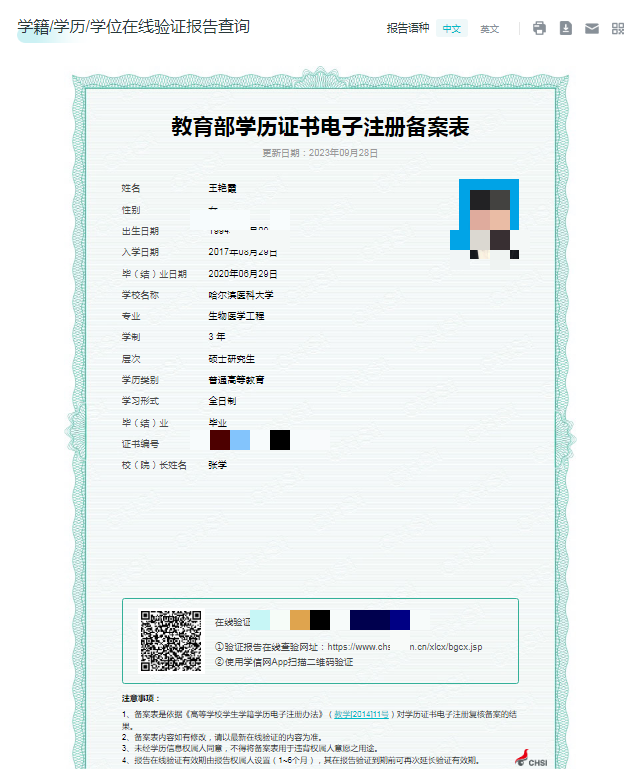 学籍/学历/学位在线验证报告查询
报告语种 中文 英文
教育部学历证书电子注册备案表
更新日期：2023年09月28日
姓名 王艳霞
性别
出生日期 1994
入学日期 2017年08月29日
毕（结）业日期 2020年06月29日
学校名称 哈尔滨医科大学
专业 生物医学工程
学制 3 年
层次 硕士研究生
学历类别 普通高等教育
学习形式 全日制
毕（结）业 毕业
证书编号
校（院）长姓名 张学
在线验证
①验证报告在线查验网址：https://www.chs n.cn/xlcx/bgcx.jsp
②使用学信网App扫描二维码验证
注意事项：
1、备案表是依据《高等学校学生学籍学历电子注册办法》（教学[2014]11号）对学历证书电子注册复核备案的结
果。
2、备案表内容如有修改，请以最新在线验证的内容为准。
3、未经学历信息权属人同意，不得将备案表用于违背权属人意愿之用途。
4、报告在线验证有效期由报告权属人设置（1~6个月），其在报告验证到期前可再次延长验证有效期。
CHSI